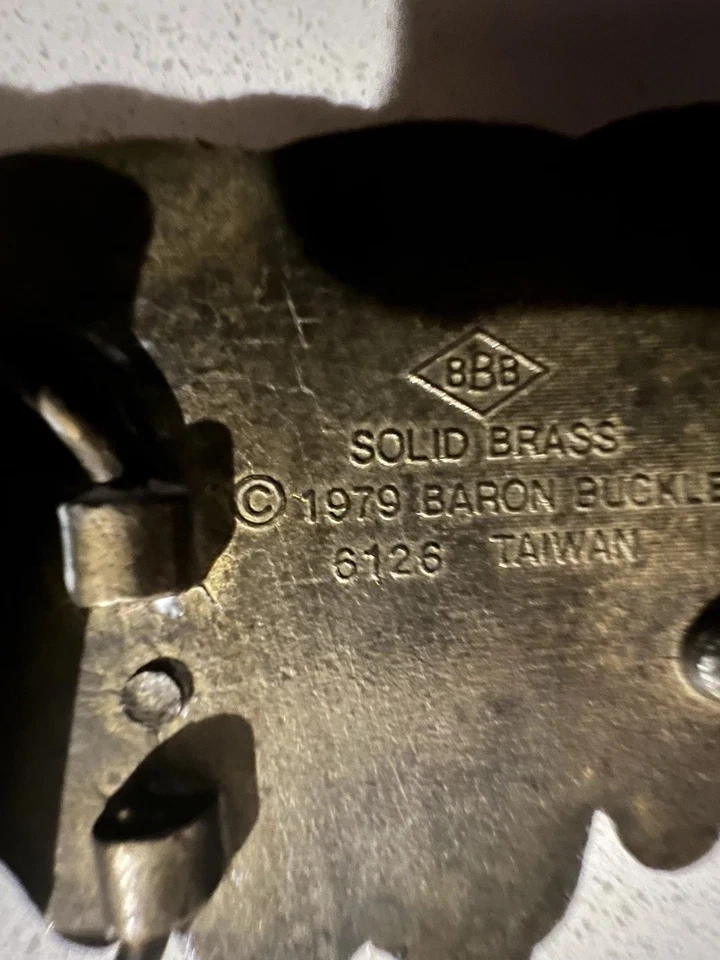 BBB
SOLID BRASS
© 1979 BARON BUCKLE
6126 TAIWAN